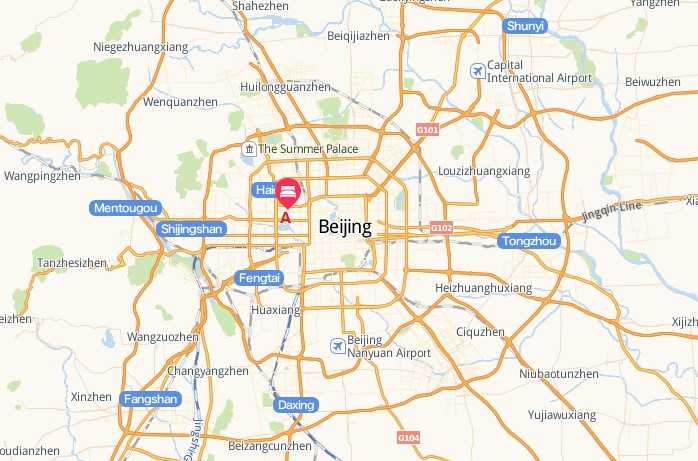 Shahezhen
Yangzhen
Shunyi
Beiqijiazhen
Niegezhuangxiang
Capital
International Airport
Beiwuzhen
Huilongguanzhen
Wenquanzhen
G101
The Summer Palace
Louzizhuangxiang
Wangpingzhen
Hai
Mentougou
A
Jingqin Line
Shijingshan
Beijing
G102
Tongzhou
Tanzhesizhen
Fengtai
Heizhuanghuxiang
Huaxiang
Xijizh
Ciquzhen
Wangzuozhen
Beijing
Nanyuan Airport
Changyangzhen
Niubaotunzhen
Xinzhen
Fangshan
Daxing
Yujiawuxiang
G104
Beizangcunzhen
oudianzhen